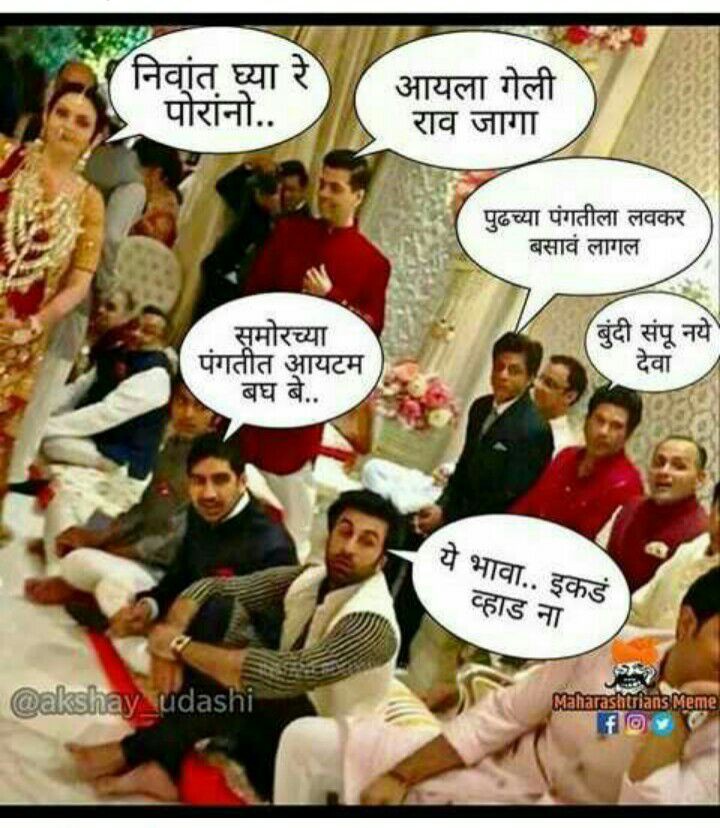 निवांत घ्या रे
पोरांनो..
आयला गेली
राव जागा
पुढच्या पंगतीला लवकर
बसावं लागल
समोरच्या
पंगतीत आयटम
बघ बे..
बुंदी संपू नये
देवा
ये भावा.. इकडं
व्हाड ना
@akshay_udashi
Maharashtrians Meme